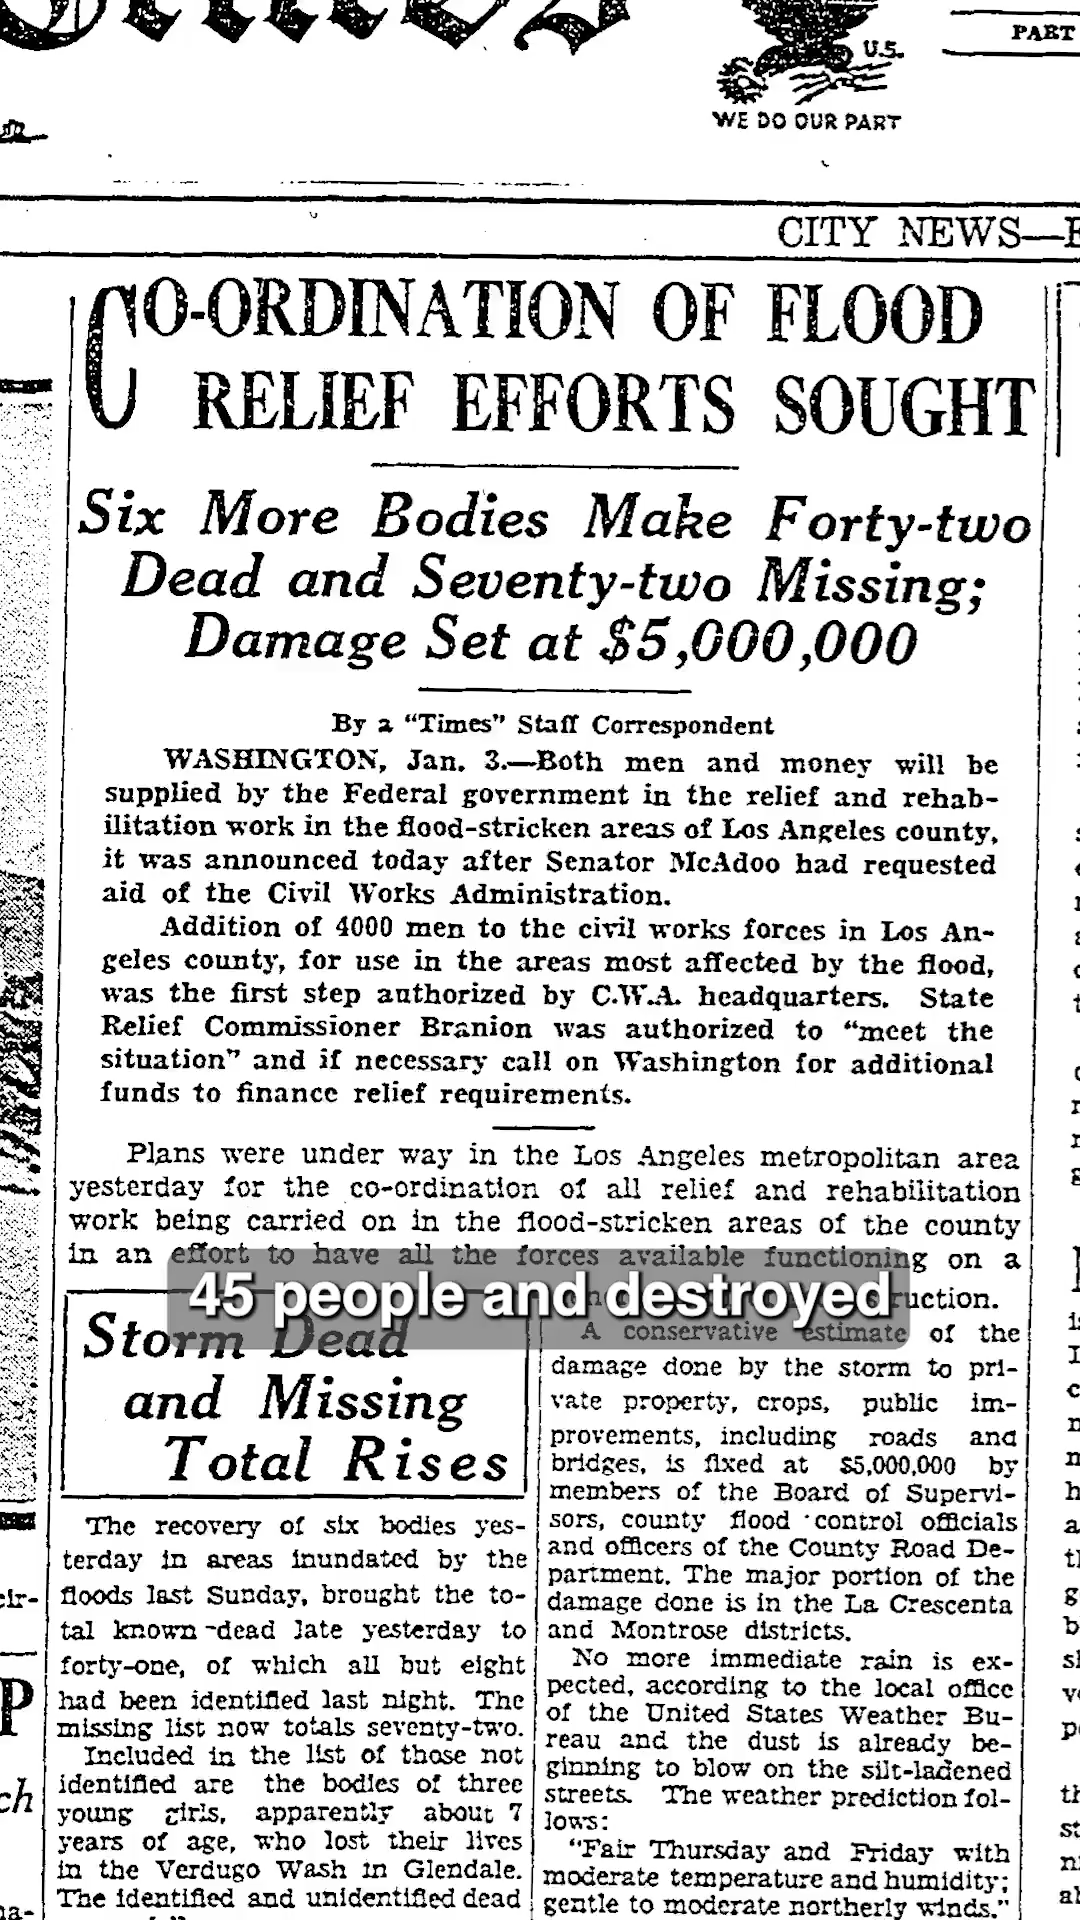 U.S.
PART
WE DO OUR PART
CITY NEWS—E
CO-ORDINATION OF FLOOD
RELIEF EFFORTS SOUGHT
Six More Bodies Make Forty-two
Dead and Seventy-two Missing;
Damage Set at $5,000,000
By a "Times" Staff Correspondent
WASHINGTON, Jan. 3.—Both men and money will be
supplied by the Federal government in the relief and rehab-
ilitation work in the flood-stricken areas of Los Angeles county,
it was announced today after Senator McAdoo had requested
aid of the Civil Works Administration.
Addition of 4000 men to the civil works forces in Los An-
geles county, for use in the areas most affected by the flood,
was the first step authorized by C.W.A. headquarters. State
Relief Commissioner Branion was authorized to "meet the
situation" and if necessary call on Washington for additional
funds to finance relief requirements.
Plans were under way in the Los Angeles metropolitan area
yesterday for the co-ordination of all relief and rehabilitation
work being carried on in the flood-stricken areas of the county
in an effort to have all the forces available functioning on a
45 people and destroyed
uction.
Storm Dead
and Missing
Total Rises
The recovery of six bodies yes-
terday in areas inundated by the
floods last Sunday, brought the to-
tal known dead late yesterday to
forty-one, of which all but eight
had been identified last night. The
missing list now totals seventy-two.
Included in the list of those not
identified are the bodies of three
young girls, apparently about 7
years of age, who lost their lives
in the Verdugo Wash in Glendale.
The identified and unidentified dead
A conservative estimate of the
damage done by the storm to pri-
vate property, crops, public im-
provements, including roads and
bridges, is fixed at $5,000,000 by
members of the Board of Supervi-
sors, county flood control officials
and officers of the County Road De-
partment. The major portion of the
damage done is in the La Crescenta
and Montrose districts.
No more immediate rain is ex-
pected, according to the local office
of the United States Weather Bu-
reau and the dust is already be-
ginning to blow on the silt-ladened
streets. The weather prediction fol-
lows:
"Fair Thursday and Friday with
moderate temperature and humidity;
gentle to moderate northerly winds."